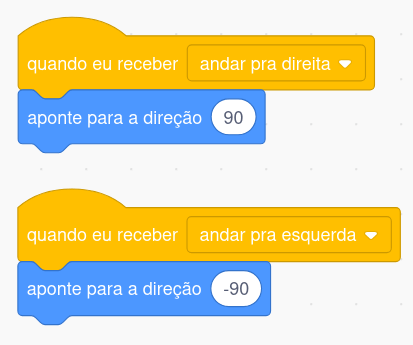 quando eu receber andar pra direita
aponte para a direção 90
quando eu receber andar pra esquerda
aponte para a direção -90